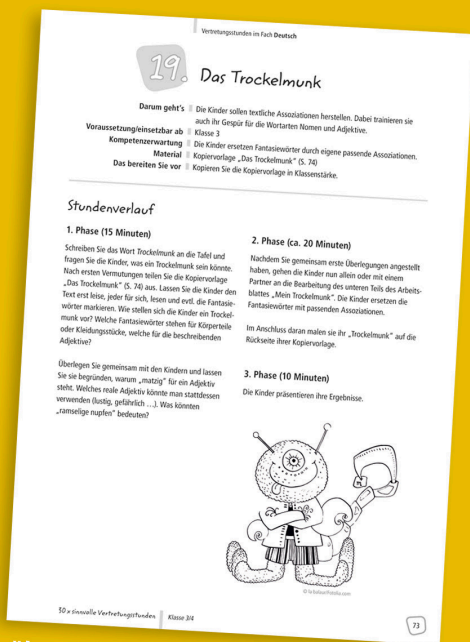 Vertretungsstunden im Fach Deutsch
19. Das Trockelmunk
Darum geht's Die Kinder sollen textliche Assoziationen herstellen. Dabei trainieren sie
auch ihr Gespür für die Wortarten Nomen und Adjektive.
Voraussetzung/einsetzbar ab Klasse 3
Kompetenzerwartung Die Kinder ersetzen Fantasiewörter durch eigene passende Assoziationen.
Material Kopiervorlage „Das Trockelmunk“ (S. 74)
Das bereiten Sie vor Kopieren Sie die Kopiervorlage in Klassenstärke.
Stundenverlauf
1. Phase (15 Minuten)
Schreiben Sie das Wort Trockelmunk an die Tafel und
fragen Sie die Kinder, was ein Trockelmunk sein könnte.
Nach ersten Vermutungen teilen Sie die Kopiervorlage
„Das Trockelmunk“ (S. 74) aus. Lassen Sie die Kinder den
Text erst leise, jeder für sich, lesen und evtl. die Fantasie-
wörter markieren. Wie stellen sich die Kinder ein Trockel-
munk vor? Welche Fantasiewörter stehen für Körperteile
oder Kleidungsstücke, welche für die beschreibenden
Adjektive?
Überlegen Sie gemeinsam mit den Kindern und lassen
Sie sie begründen, warum „matzig“ für ein Adjektiv
steht. Welches reale Adjektiv könnte man stattdessen
verwenden (lustig, gefährlich ...). Was könnten
„ramselige nupfen“ bedeuten?
2. Phase (ca. 20 Minuten)
Nachdem Sie gemeinsam erste Überlegungen angestellt
haben, gehen die Kinder nun allein oder mit einem
Partner an die Bearbeitung des unteren Teils des Arbeits-
blattes „Mein Trockelmunk“. Die Kinder ersetzen die
Fantasiewörter mit passenden Assoziationen.
Im Anschluss daran malen sie ihr „Trockelmunk“ auf die
Rückseite ihrer Kopiervorlage.
3. Phase (10 Minuten)
Die Kinder präsentieren ihre Ergebnisse.
30 x sinnvolle Vertretungsstunden Klasse 3/4
73